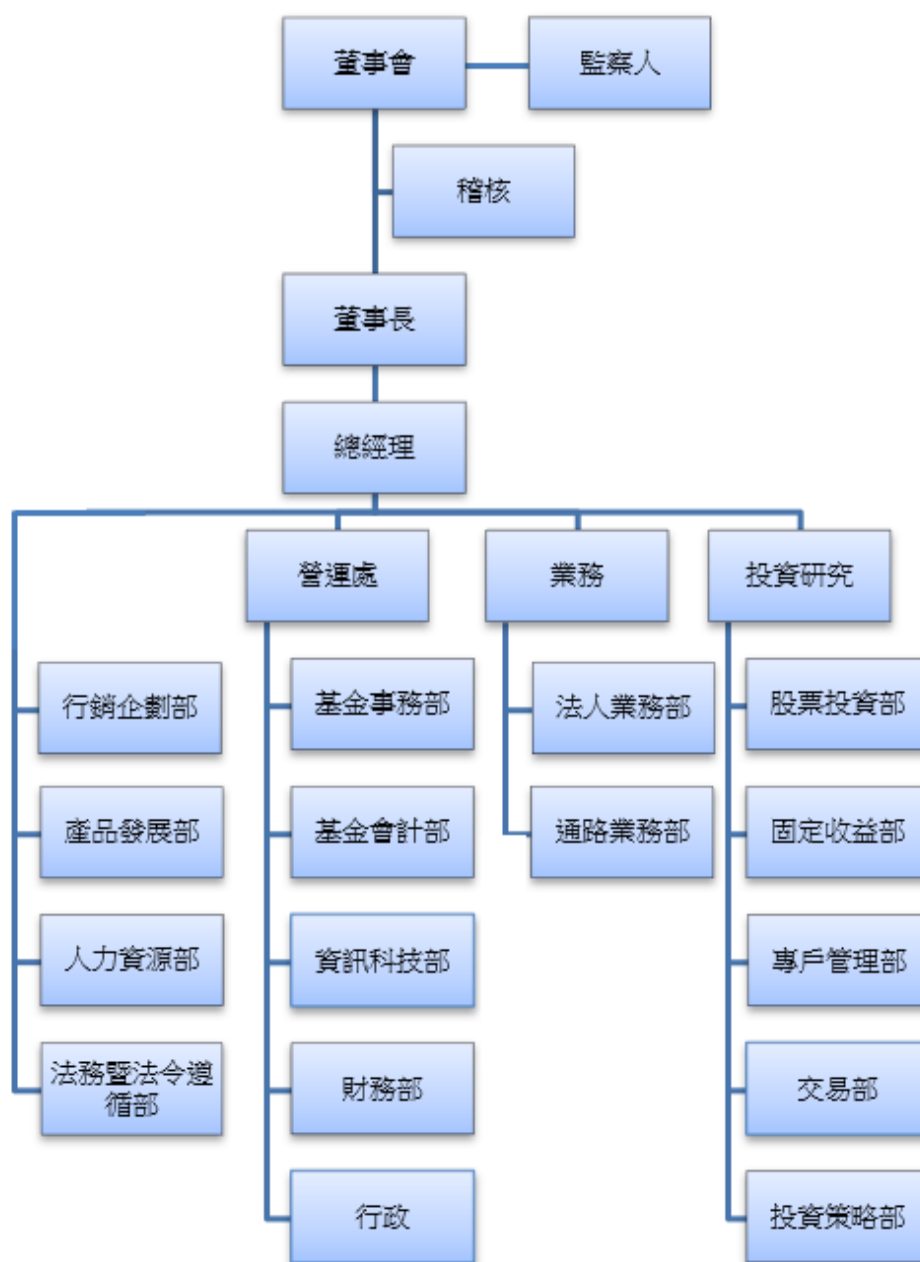 董事會
監察人
稽核
董事長
總經理
營運處
業務
投資研究
行銷企劃部
基金事務部
法人業務部
股票投資部
產品發展部
基金會計部
通路業務部
固定收益部
人力資源部
資訊科技部
專戶管理部
法務暨法令遵
循部
財務部
交易部
行政
投資策略部